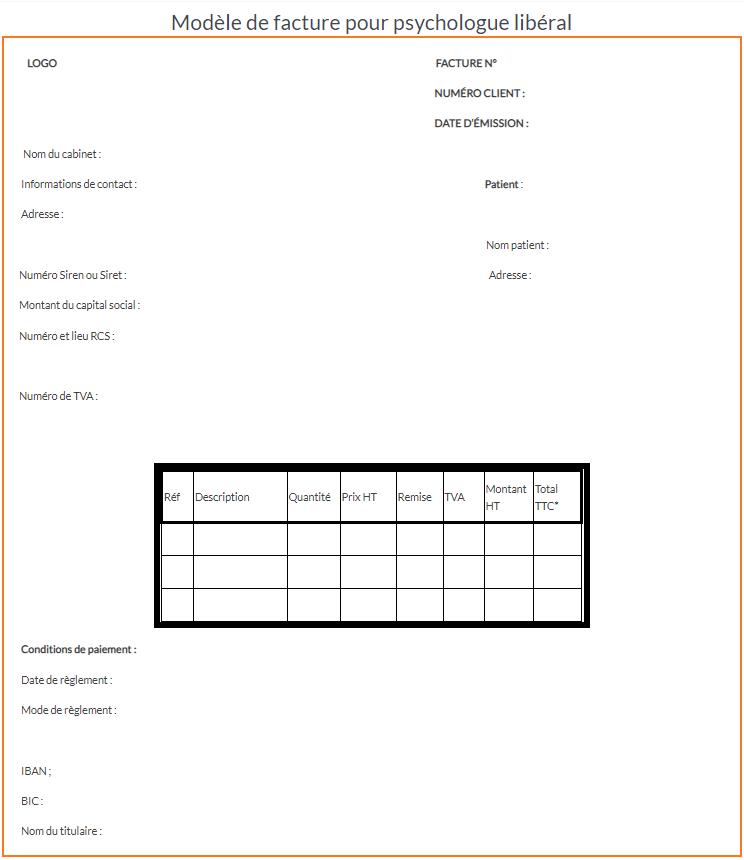 Modèle de facture pour psychologue libéral
LOGO
FACTURE N°
NUMÉRO CLIENT :
DATE D'ÉMISSION :
Nom du cabinet :
Informations de contact :
Patient :
Adresse :
Nom patient :
Numéro Siren ou Siret :
Adresse :
Montant du capital social :
Numéro et lieu RCS :
Numéro de TVA :
Réf Description Quantité Prix HT Remise TVA Montant HT Total TTC*
Conditions de paiement :
Date de règlement :
Mode de règlement :
IBAN ;
BIC :
Nom du titulaire :